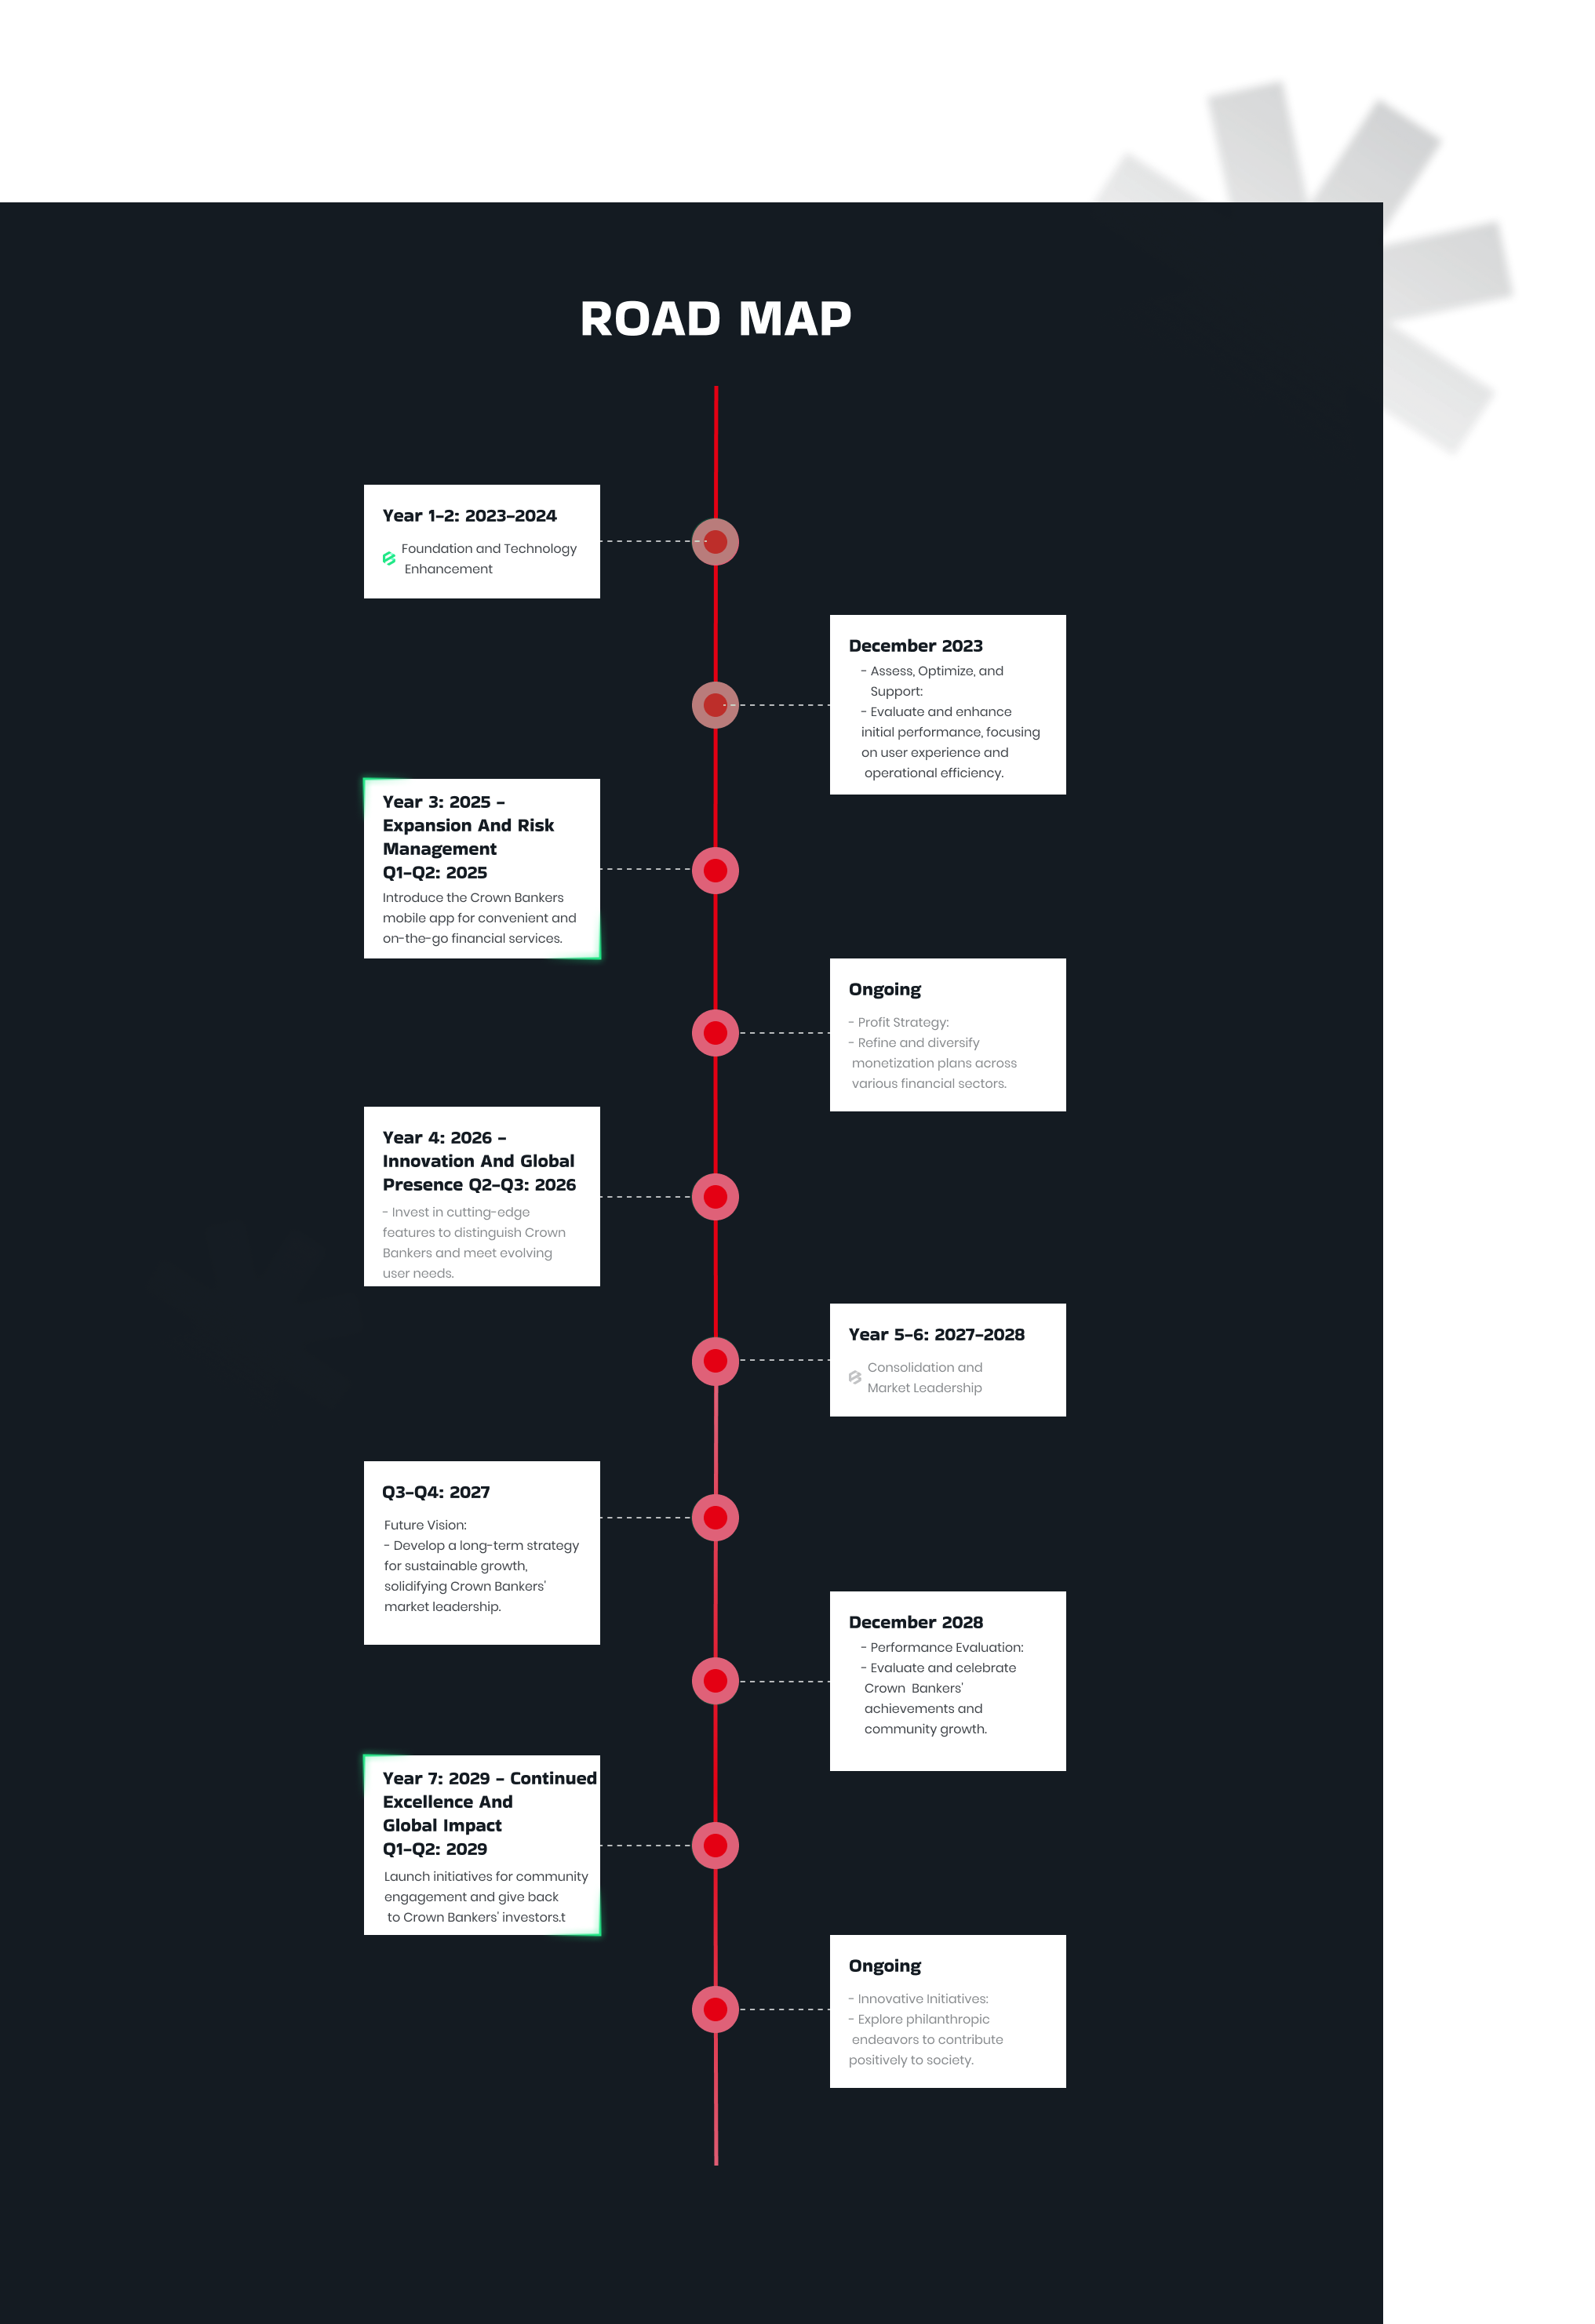 ROAD MAP
Year 1-2: 2023-2024
Foundation and Technology
Enhancement
December 2023
- Assess, Optimize, and
Support:
- Evaluate and enhance
initial performance, focusing
on user experience and
operational efficiency.
Year 3: 2025 -
Expansion And Risk
Management
Q1-Q2: 2025
Introduce the Crown Bankers
mobile app for convenient and
on-the-go financial services.
Ongoing
- Profit Strategy:
- Refine and diversify
monetization plans across
various financial sectors.
Year 4: 2026 -
Innovation And Global
Presence Q2-Q3: 2026
- Invest in cutting-edge
features to distinguish Crown
Bankers and meet evolving
user needs.
Year 5-6: 2027-2028
Consolidation and
Market Leadership
Q3-Q4: 2027
Future Vision:
- Develop a long-term strategy
for sustainable growth,
solidifying Crown Bankers'
market leadership.
December 2028
- Performance Evaluation:
- Evaluate and celebrate
Crown Bankers'
achievements and
community growth.
Year 7: 2029 - Continued
Excellence And
Global Impact
Q1-Q2: 2029
Launch initiatives for community
engagement and give back
to Crown Bankers' investors.t
Ongoing
- Innovative Initiatives:
- Explore philanthropic
endeavors to contribute
positively to society.